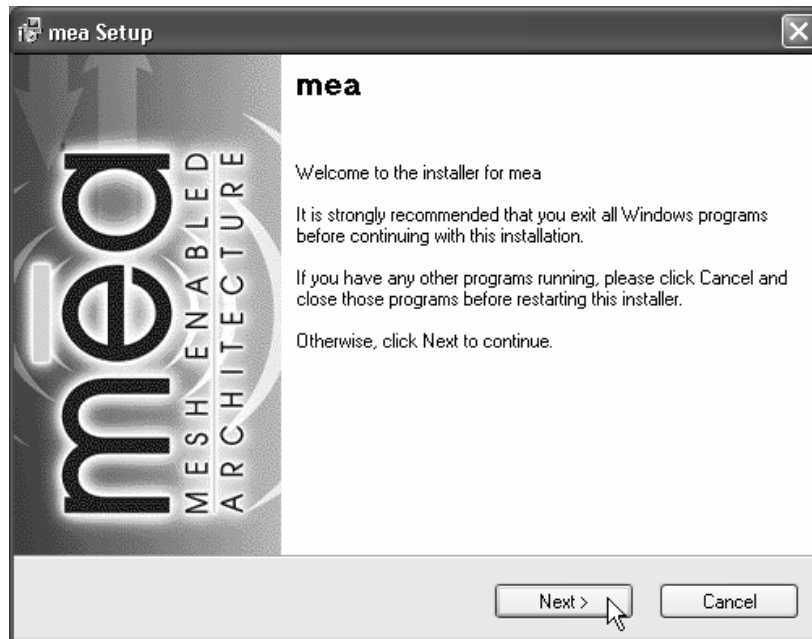 mea Setup
mea
Welcome to the installer for mea
It is strongly recommended that you exit all Windows programs
before continuing with this installation.
If you have any other programs running, please click Cancel and
close those programs before restarting this installer.
Otherwise, click Next to continue.
mēa
MESH ENABLED
ARCHITECTURE
Next >
Cancel